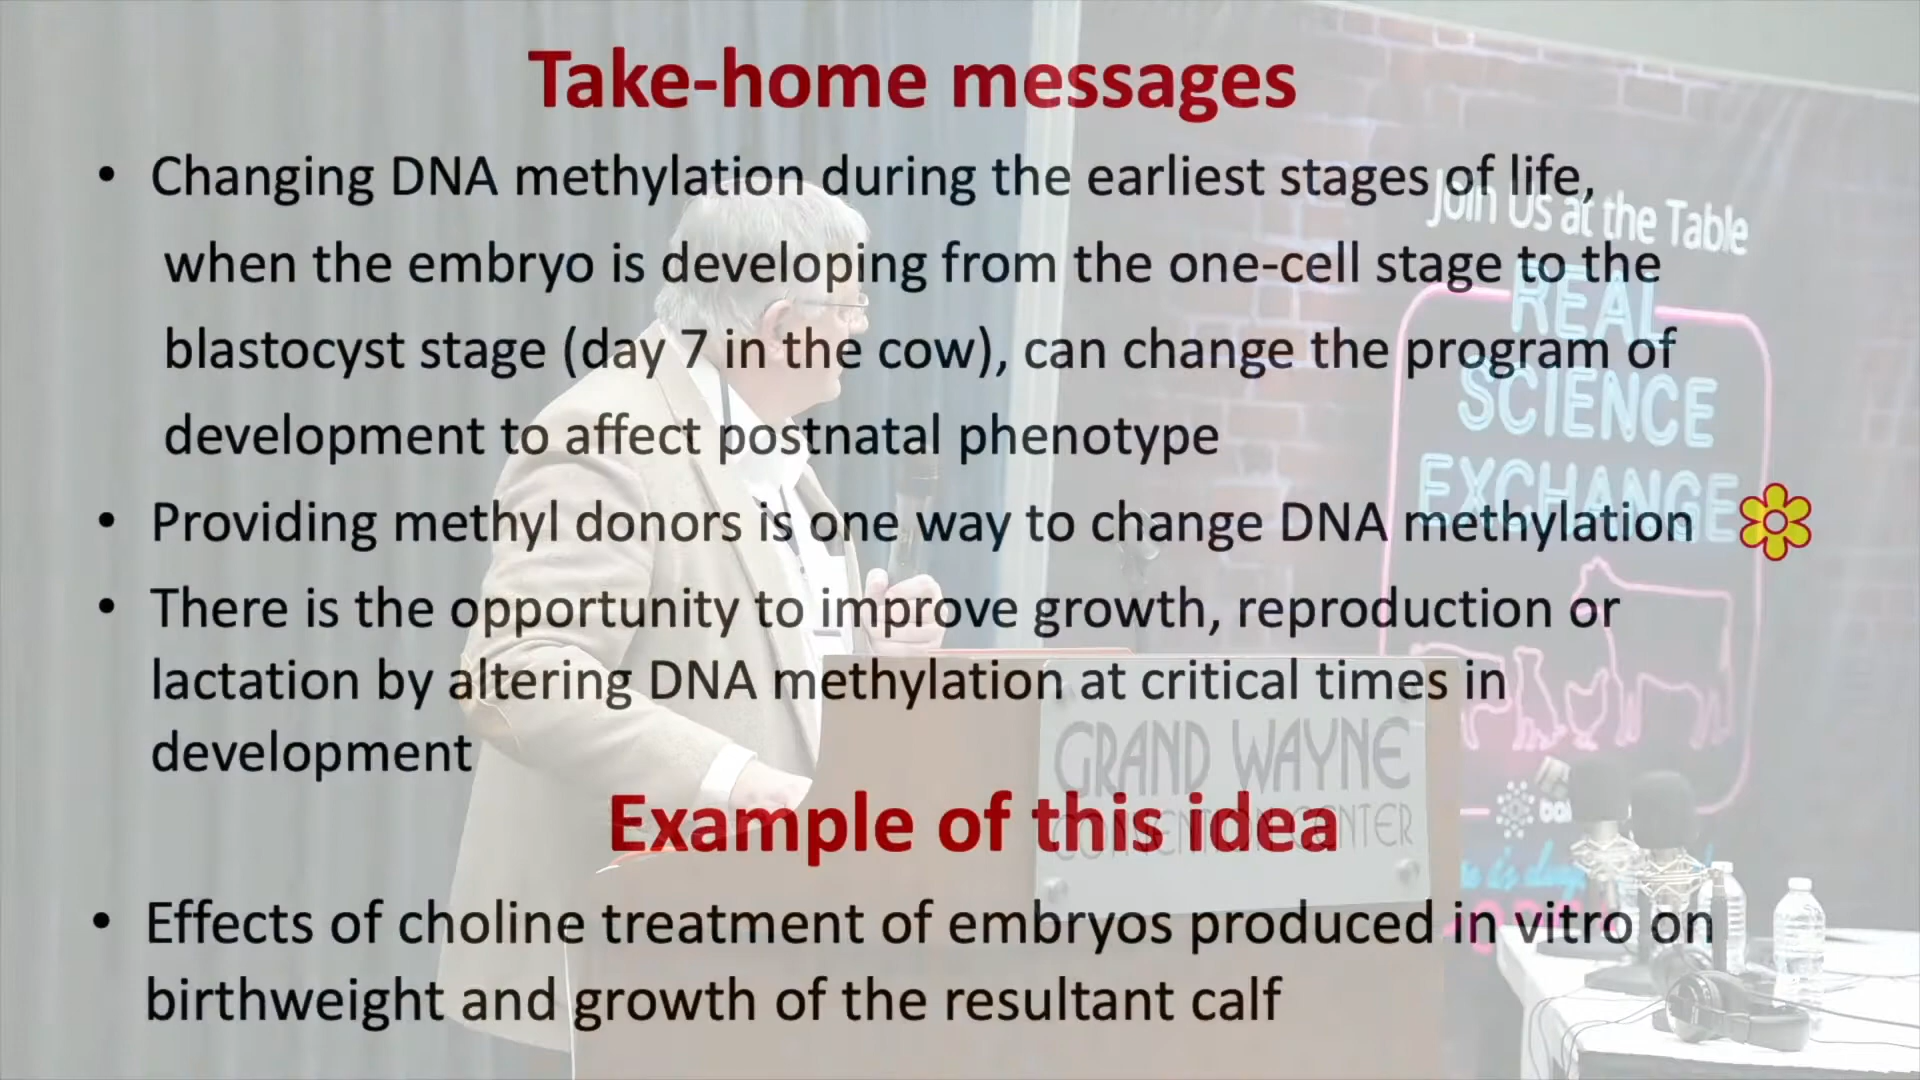 Take-home messages
• Changing DNA methylation during the earliest stages of life,
when the embryo is developing from the one-cell stage to the
blastocyst stage (day 7 in the cow), can change the program of
development to affect postnatal phenotype
• Providing methyl donors is one way to change DNA methylation
• There is the opportunity to improve growth, reproduction or
lactation by altering DNA methylation at critical times in
development
Example of this idea
• Effects of choline treatment of embryos produced in vitro on
birthweight and growth of the resultant calf
Join Us at the Table
REAL
SCIENCE
EXCHANGE
GRAND WAYNE
CONVENTION CENTER